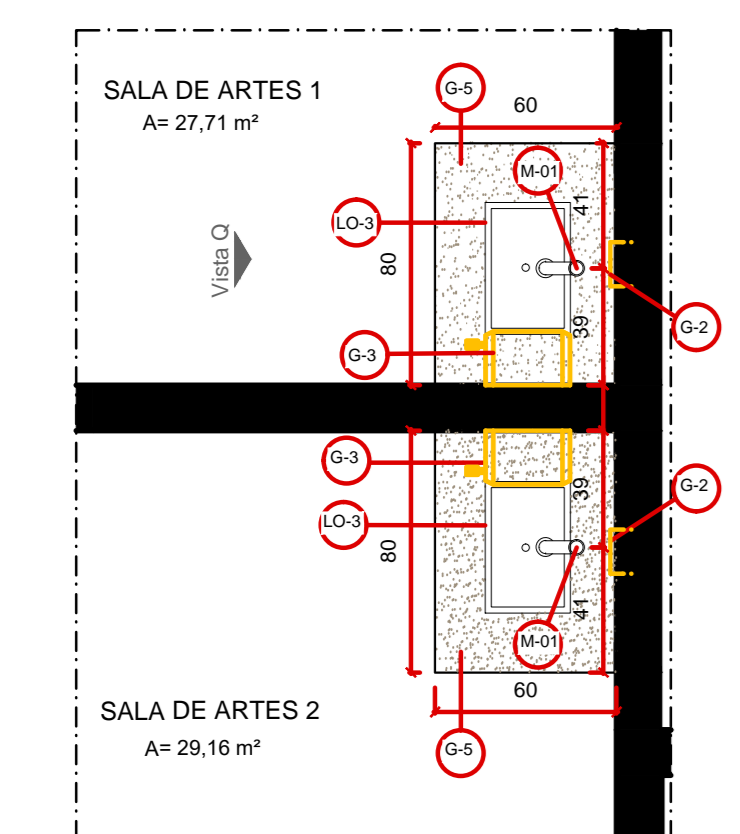 SALA DE ARTES 1
A= 27,71 m²
G-5
60
M-01
41
LO-3
Vista Q
80
39
G-2
G-3
G-3
G-2
39
LO-3
80
41
M-01
60
SALA DE ARTES 2
A= 29,16 m²
G-5